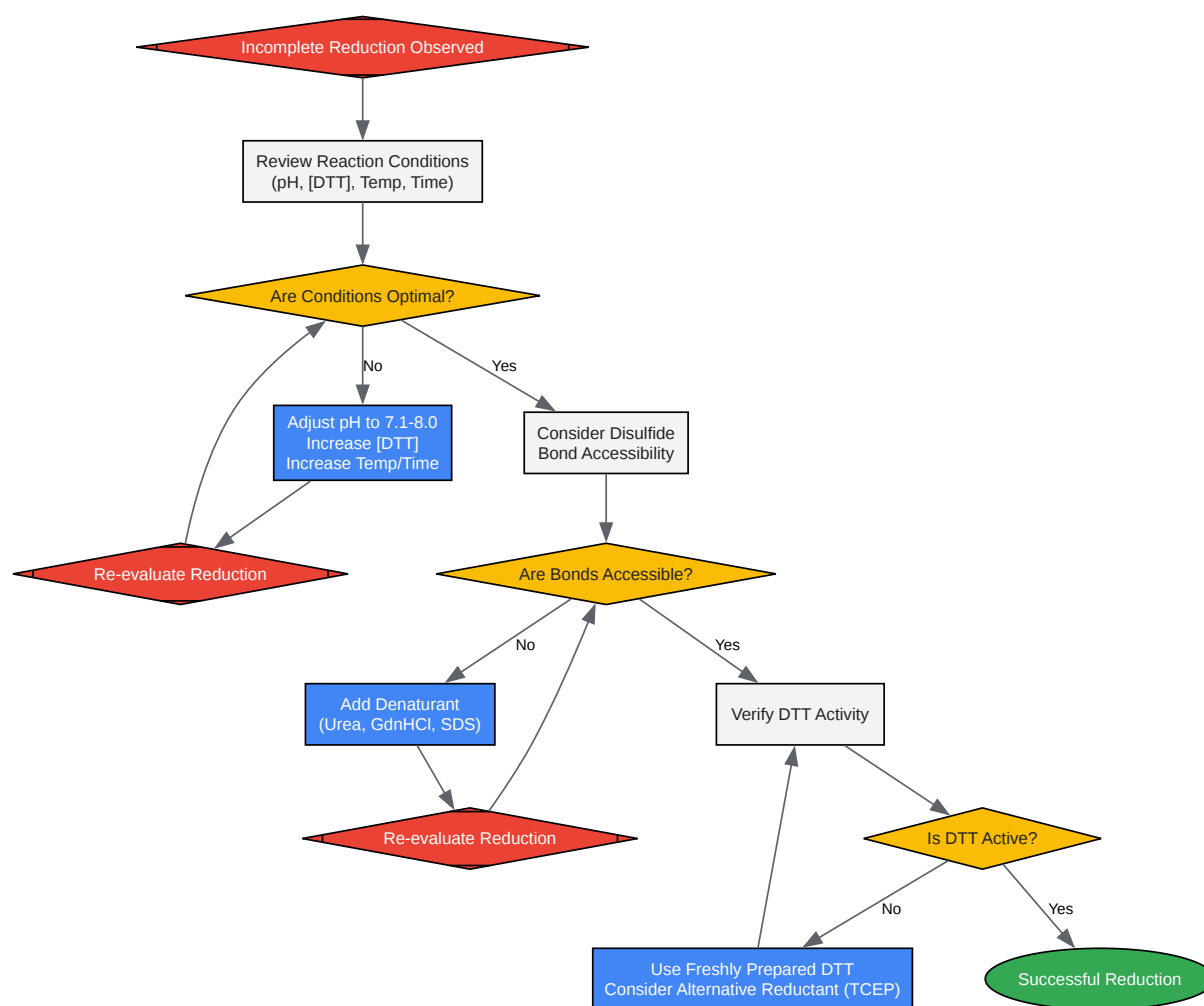 Incomplete Reduction Observed
Review Reaction Conditions
(pH, [DTT], Temp, Time)
Are Conditions Optimal?
No
Yes
Adjust pH to 7.1-8.0
Increase [DTT]
Increase Temp/Time
Consider Disulfide
Bond Accessibility
Re-evaluate Reduction
Are Bonds Accessible?
No
Yes
Add Denaturant
(Urea, GdnHCl, SDS)
Verify DTT Activity
Re-evaluate Reduction
Is DTT Active?
No
Yes
Use Freshly Prepared DTT
Consider Alternative Reductant (TCEP)
Successful Reduction